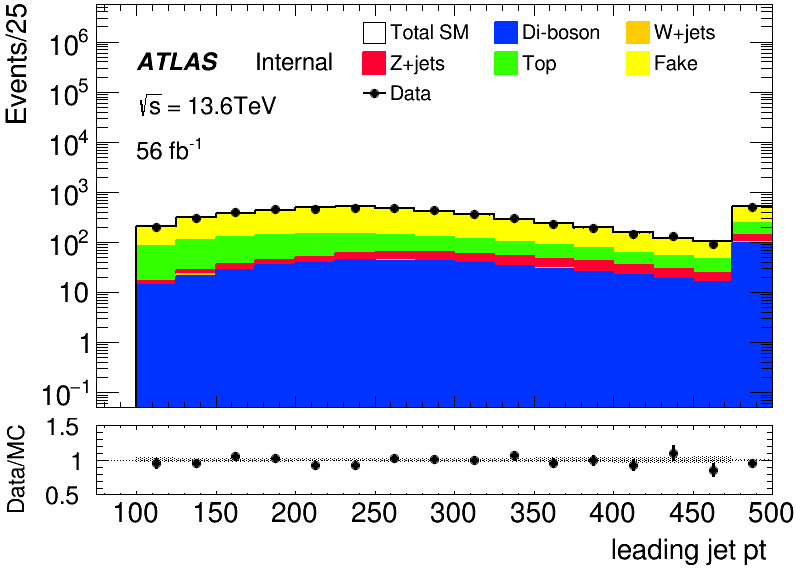 Events/25
10⁶
10⁵
10⁴
10³
10²
10
1
10⁻¹
ATLAS Internal
√s = 13.6TeV
56 fb⁻¹
Total SM Di-boson W+jets
Z+jets Top Fake
Data
Data/MC
1.5
1
0.5
100 150 200 250 300 350 400 450 500
leading jet pt